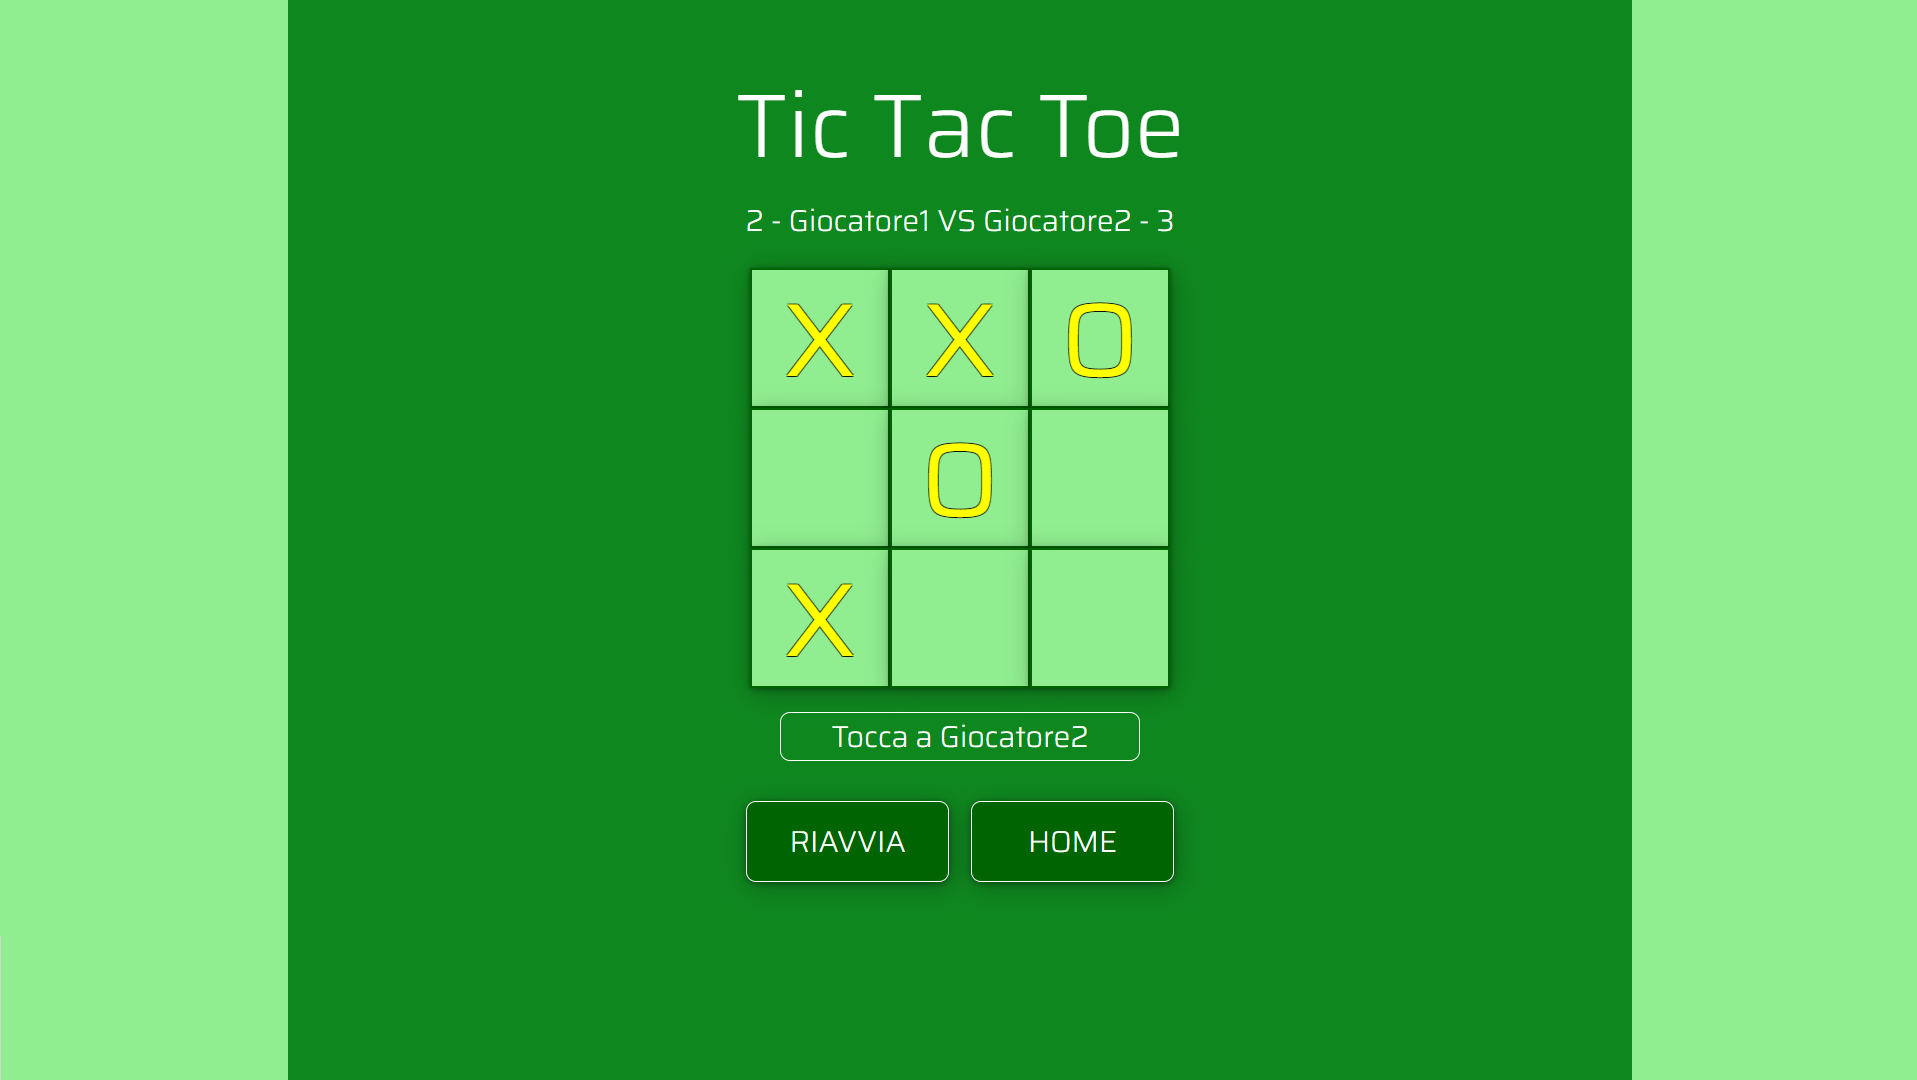 Tic Tac Toe
2 - Giocatore1 VS Giocatore2 - 3
X X O
O
X
Tocca a Giocatore2
RIAVVIA HOME